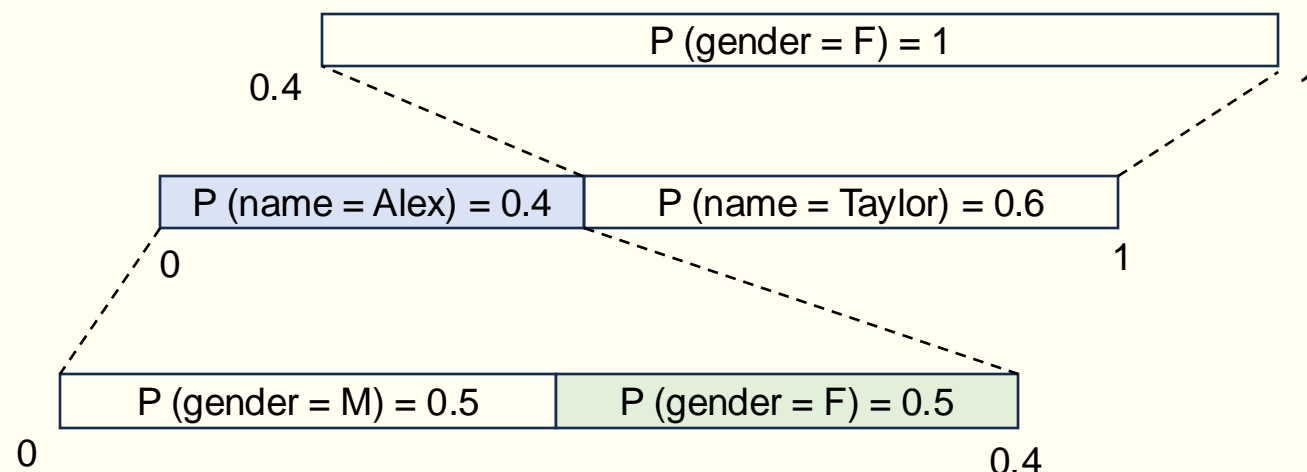 P (gender = F) = 1
0.4
P (name = Alex) = 0.4 P (name = Taylor) = 0.6
0 1
P (gender = M) = 0.5 P (gender = F) = 0.5
0 0.4